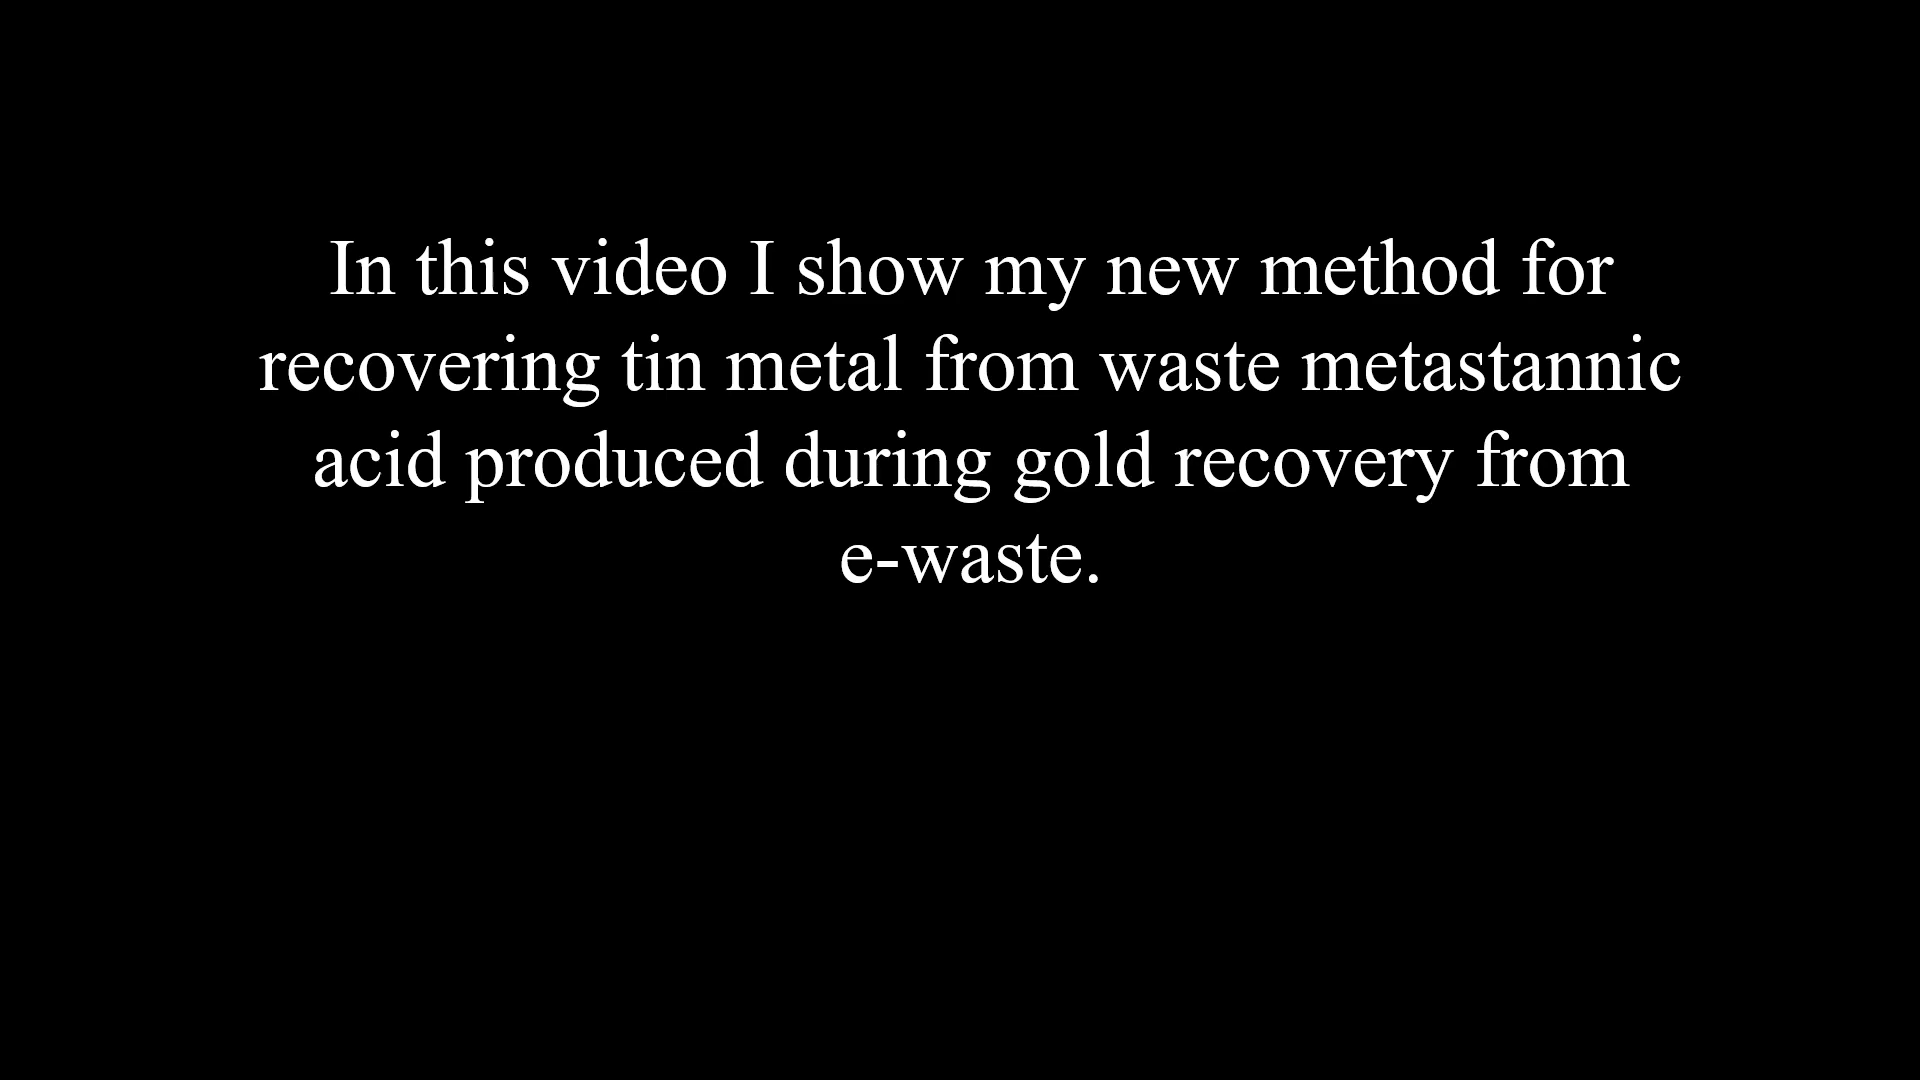 In this video I show my new method for
recovering tin metal from waste metastannic
acid produced during gold recovery from
e-waste.